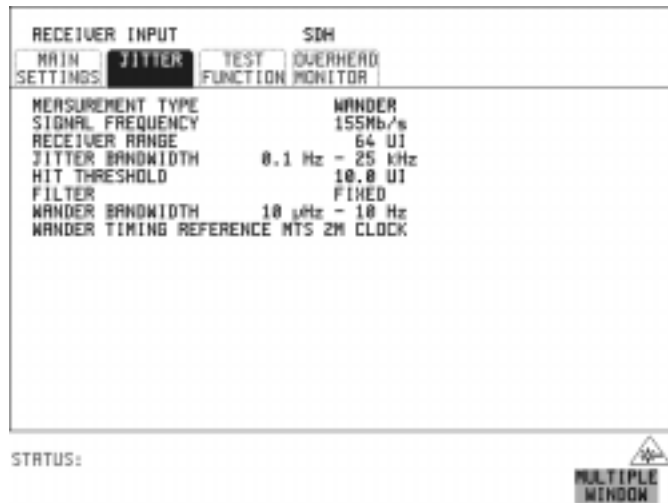 RECEIVER INPUT SDH
MAIN SETTINGS JITTER TEST FUNCTION OVERHEAD MONITOR
MEASUREMENT TYPE WANDER
SIGNAL FREQUENCY 155Mb/s
RECEIVER RANGE 64 UI
JITTER BANDWIDTH 0.1 Hz - 25 kHz
HIT THRESHOLD 10.0 UI
FILTER FIXED
WANDER BANDWIDTH 10 µHz - 10 Hz
WANDER TIMING REFERENCE MTS 2M CLOCK
STATUS:
MULTIPLE WINDOW